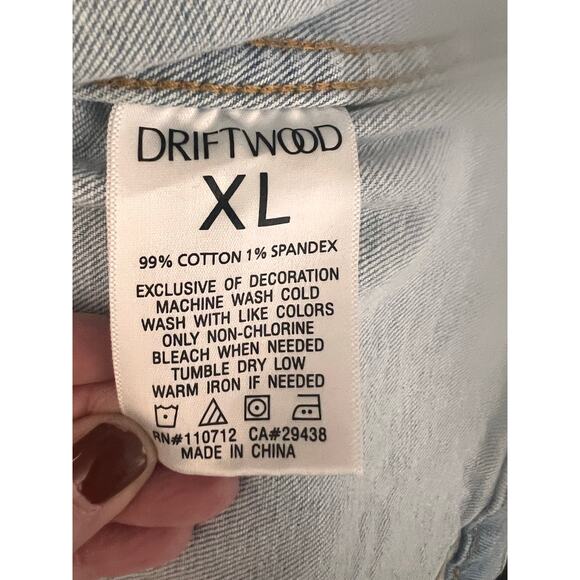 DRIFTWOOD
XL
99% COTTON 1% SPANDEX
EXCLUSIVE OF DECORATION
MACHINE WASH COLD
WASH WITH LIKE COLORS
ONLY NON-CHLORINE
BLEACH WHEN NEEDED
TUMBLE DRY LOW
WARM IRON IF NEEDED
RN#110712 CA#29438
MADE IN CHINA